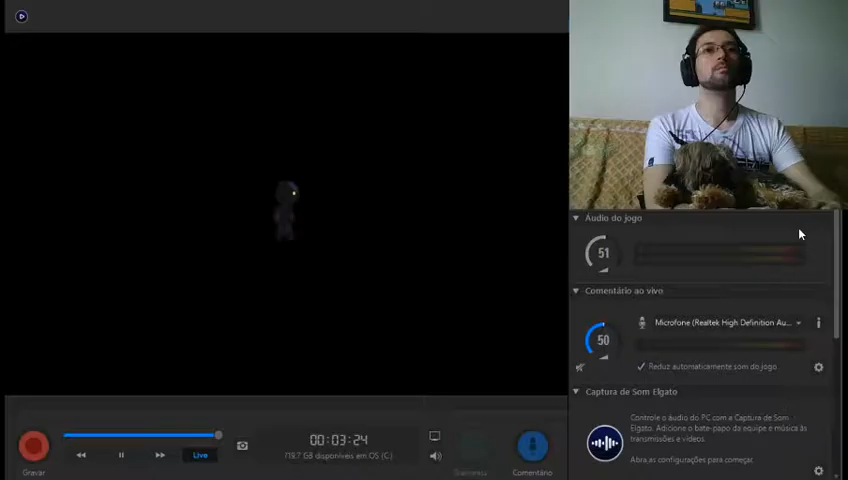 Áudio do jogo
51
Comentário ao vivo
Microfone (Realtek High Definition Au...
50
Reduz automaticamente som do jogo.
Captura de Som Elgato
Controle o áudio do PC com a Captura de Som
Elgato. Adicione o bate-papo da equipe e música às
transmissões e vídeos.
Abra as configurações para começar.
Live
00:03:24
719.7 GB disponíveis em OS (C:)
Gravar
Comentário